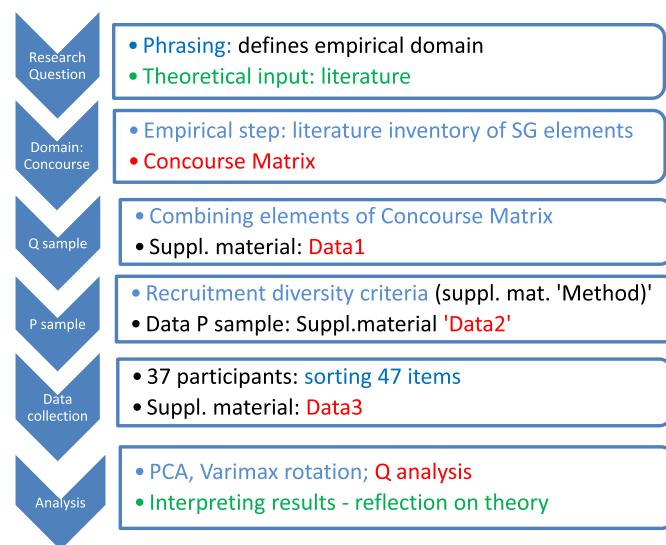 Research
Question
• Phrasing: defines empirical domain
• Theoretical input: literature
Domain:
Concourse
• Empirical step: literature inventory of SG elements
• Concourse Matrix
Q sample
• Combining elements of Concourse Matrix
• Suppl. material: Data1
P sample
• Recruitment diversity criteria (suppl. mat. 'Method)'
• Data P sample: Suppl.material 'Data2'
Data
collection
• 37 participants: sorting 47 items
• Suppl. material: Data3
Analysis
• PCA, Varimax rotation; Q analysis
• Interpreting results - reflection on theory